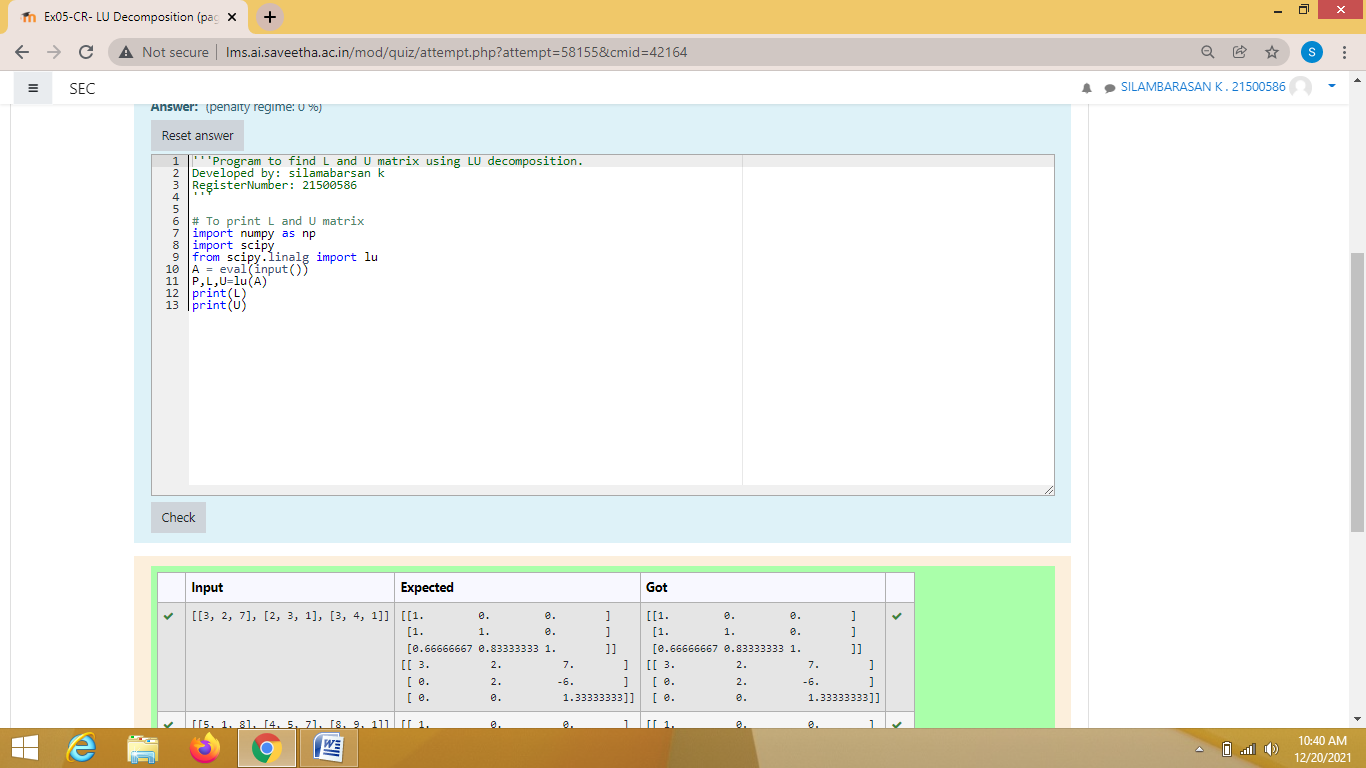 Ex05-CR- LU Decomposition (pag
Not secure | lms.ai.saveetha.ac.in/mod/quiz/attempt.php?attempt=58155&cmid=42164
S
SEC
SILAMBARASAN K . 21500586
Answer: (penalty regime: 0 %)
Reset answer
1 '''Program to find L and U matrix using LU decomposition.
2 Developed by: silamabarsan k
3 RegisterNumber: 21500586
4 '''
5
6 # To print L and U matrix
7 import numpy as np
8 import scipy
9 from scipy.linalg import lu
10 A = eval(input())
11 P,L,U=lu(A)
12 print(L)
13 print(U)
Check
Input Expected Got
[[3, 2, 7], [2, 3, 1], [3, 4, 1]] [[1. 0. 0. ] [[1. 0. 0. ]
[1. 1. 0. ] [1. 1. 0. ]
[0.66666667 0.83333333 1. ]] [0.66666667 0.83333333 1. ]]
[[ 3. 2. 7. ] [[ 3. 2. 7. ]
[ 0. 2. -6. ] [ 0. 2. -6. ]
[ 0. 0. 1.33333333]] [ 0. 0. 1.33333333]]
[[5, 1, 8], [4, 5, 7], [8, 9, 1]] [[ 1. 0. 0. ] [[ 1. 0. 0. ]
10:40 AM
12/20/2021